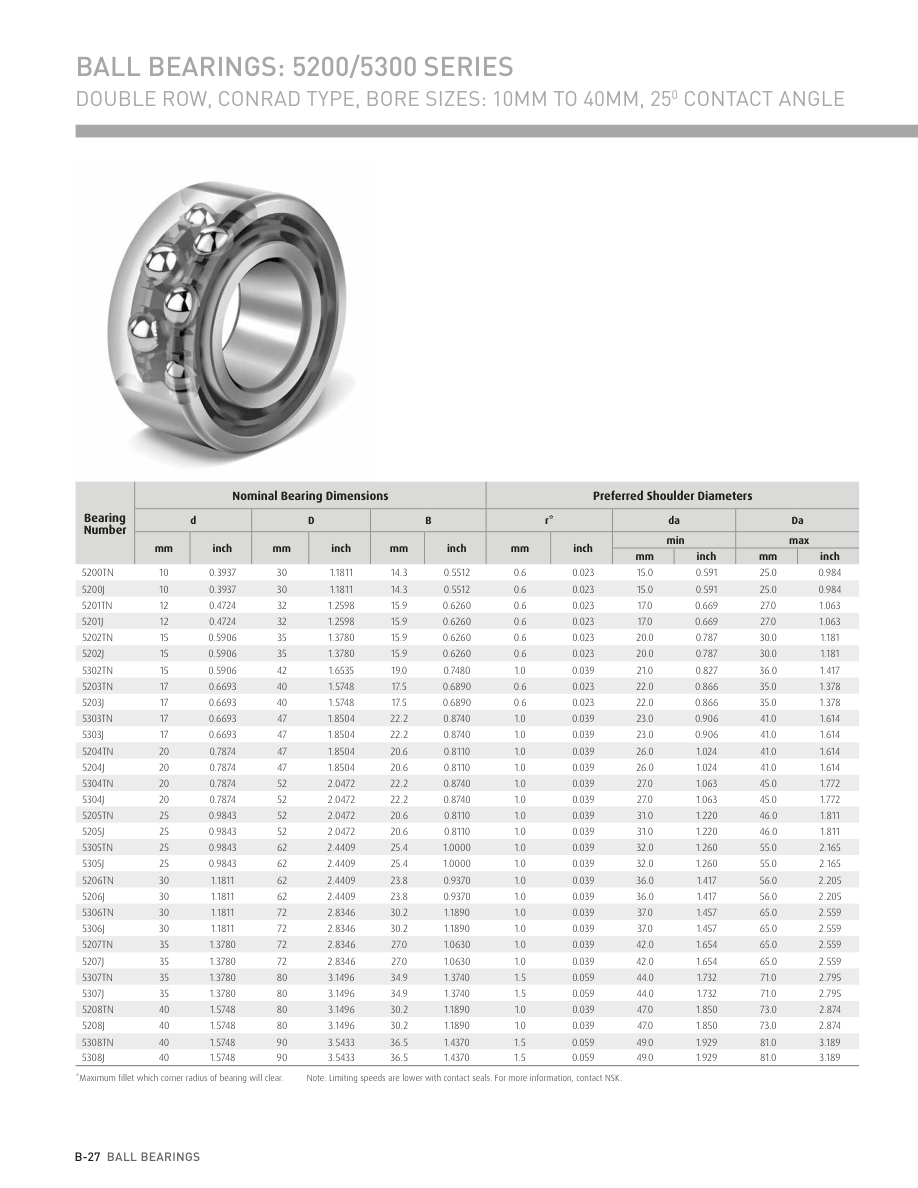 BALL BEARINGS: 5200/5300 SERIES
DOUBLE ROW, CONRAD TYPE, BORE SIZES: 10MM TO 40MM, 25⁰ CONTACT ANGLE
Bearing Number Nominal Bearing Dimensions Preferred Shoulder Diameters
d D B r* da Da
min max
mm inch mm inch mm inch mm inch mm inch mm inch
5200TN 10 0.3937 30 1.1811 14.3 0.5512 0.6 0.023 15.0 0.591 25.0 0.984
5200J 10 0.3937 30 1.1811 14.3 0.5512 0.6 0.023 15.0 0.591 25.0 0.984
5201TN 12 0.4724 32 1.2598 15.9 0.6260 0.6 0.023 17.0 0.669 27.0 1.063
5201J 12 0.4724 32 1.2598 15.9 0.6260 0.6 0.023 17.0 0.669 27.0 1.063
5202TN 15 0.5906 35 1.3780 15.9 0.6260 0.6 0.023 20.0 0.787 30.0 1.181
5202J 15 0.5906 35 1.3780 15.9 0.6260 0.6 0.023 20.0 0.787 30.0 1.181
5302TN 15 0.5906 42 1.6535 19.0 0.7480 1.0 0.039 21.0 0.827 36.0 1.417
5203TN 17 0.6693 40 1.5748 17.5 0.6890 0.6 0.023 22.0 0.866 35.0 1.378
5203J 17 0.6693 40 1.5748 17.5 0.6890 0.6 0.023 22.0 0.866 35.0 1.378
5303TN 17 0.6693 47 1.8504 22.2 0.8740 1.0 0.039 23.0 0.906 41.0 1.614
5303J 17 0.6693 47 1.8504 22.2 0.8740 1.0 0.039 23.0 0.906 41.0 1.614
5204TN 20 0.7874 47 1.8504 20.6 0.8110 1.0 0.039 26.0 1.024 41.0 1.614
5204J 20 0.7874 47 1.8504 20.6 0.8110 1.0 0.039 26.0 1.024 41.0 1.614
5304TN 20 0.7874 52 2.0472 22.2 0.8740 1.0 0.039 27.0 1.063 45.0 1.772
5304J 20 0.7874 52 2.0472 22.2 0.8740 1.0 0.039 27.0 1.063 45.0 1.772
5205TN 25 0.9843 52 2.0472 20.6 0.8110 1.0 0.039 31.0 1.220 46.0 1.811
5205J 25 0.9843 52 2.0472 20.6 0.8110 1.0 0.039 31.0 1.220 46.0 1.811
5305TN 25 0.9843 62 2.4409 25.4 1.0000 1.0 0.039 32.0 1.260 55.0 2.165
5305J 25 0.9843 62 2.4409 25.4 1.0000 1.0 0.039 32.0 1.260 55.0 2.165
5206TN 30 1.1811 62 2.4409 23.8 0.9370 1.0 0.039 36.0 1.417 56.0 2.205
5206J 30 1.1811 62 2.4409 23.8 0.9370 1.0 0.039 36.0 1.417 56.0 2.205
5306TN 30 1.1811 72 2.8346 30.2 1.1890 1.0 0.039 37.0 1.457 65.0 2.559
5306J 30 1.1811 72 2.8346 30.2 1.1890 1.0 0.039 37.0 1.457 65.0 2.559
5207TN 35 1.3780 72 2.8346 27.0 1.0630 1.0 0.039 42.0 1.654 65.0 2.559
5207J 35 1.3780 72 2.8346 27.0 1.0630 1.0 0.039 42.0 1.654 65.0 2.559
5307TN 35 1.3780 80 3.1496 34.9 1.3740 1.5 0.059 44.0 1.732 71.0 2.795
5307J 35 1.3780 80 3.1496 34.9 1.3740 1.5 0.059 44.0 1.732 71.0 2.795
5208TN 40 1.5748 80 3.1496 30.2 1.1890 1.0 0.039 47.0 1.850 73.0 2.874
5208J 40 1.5748 80 3.1496 30.2 1.1890 1.0 0.039 47.0 1.850 73.0 2.874
5308TN 40 1.5748 90 3.5433 36.5 1.4370 1.5 0.059 49.0 1.929 81.0 3.189
5308J 40 1.5748 90 3.5433 36.5 1.4370 1.5 0.059 49.0 1.929 81.0 3.189
*Maximum fillet which corner radius of bearing will clear. Note: Limiting speeds are lower with contact seals. For more information, contact NSK.
B-27 BALL BEARINGS